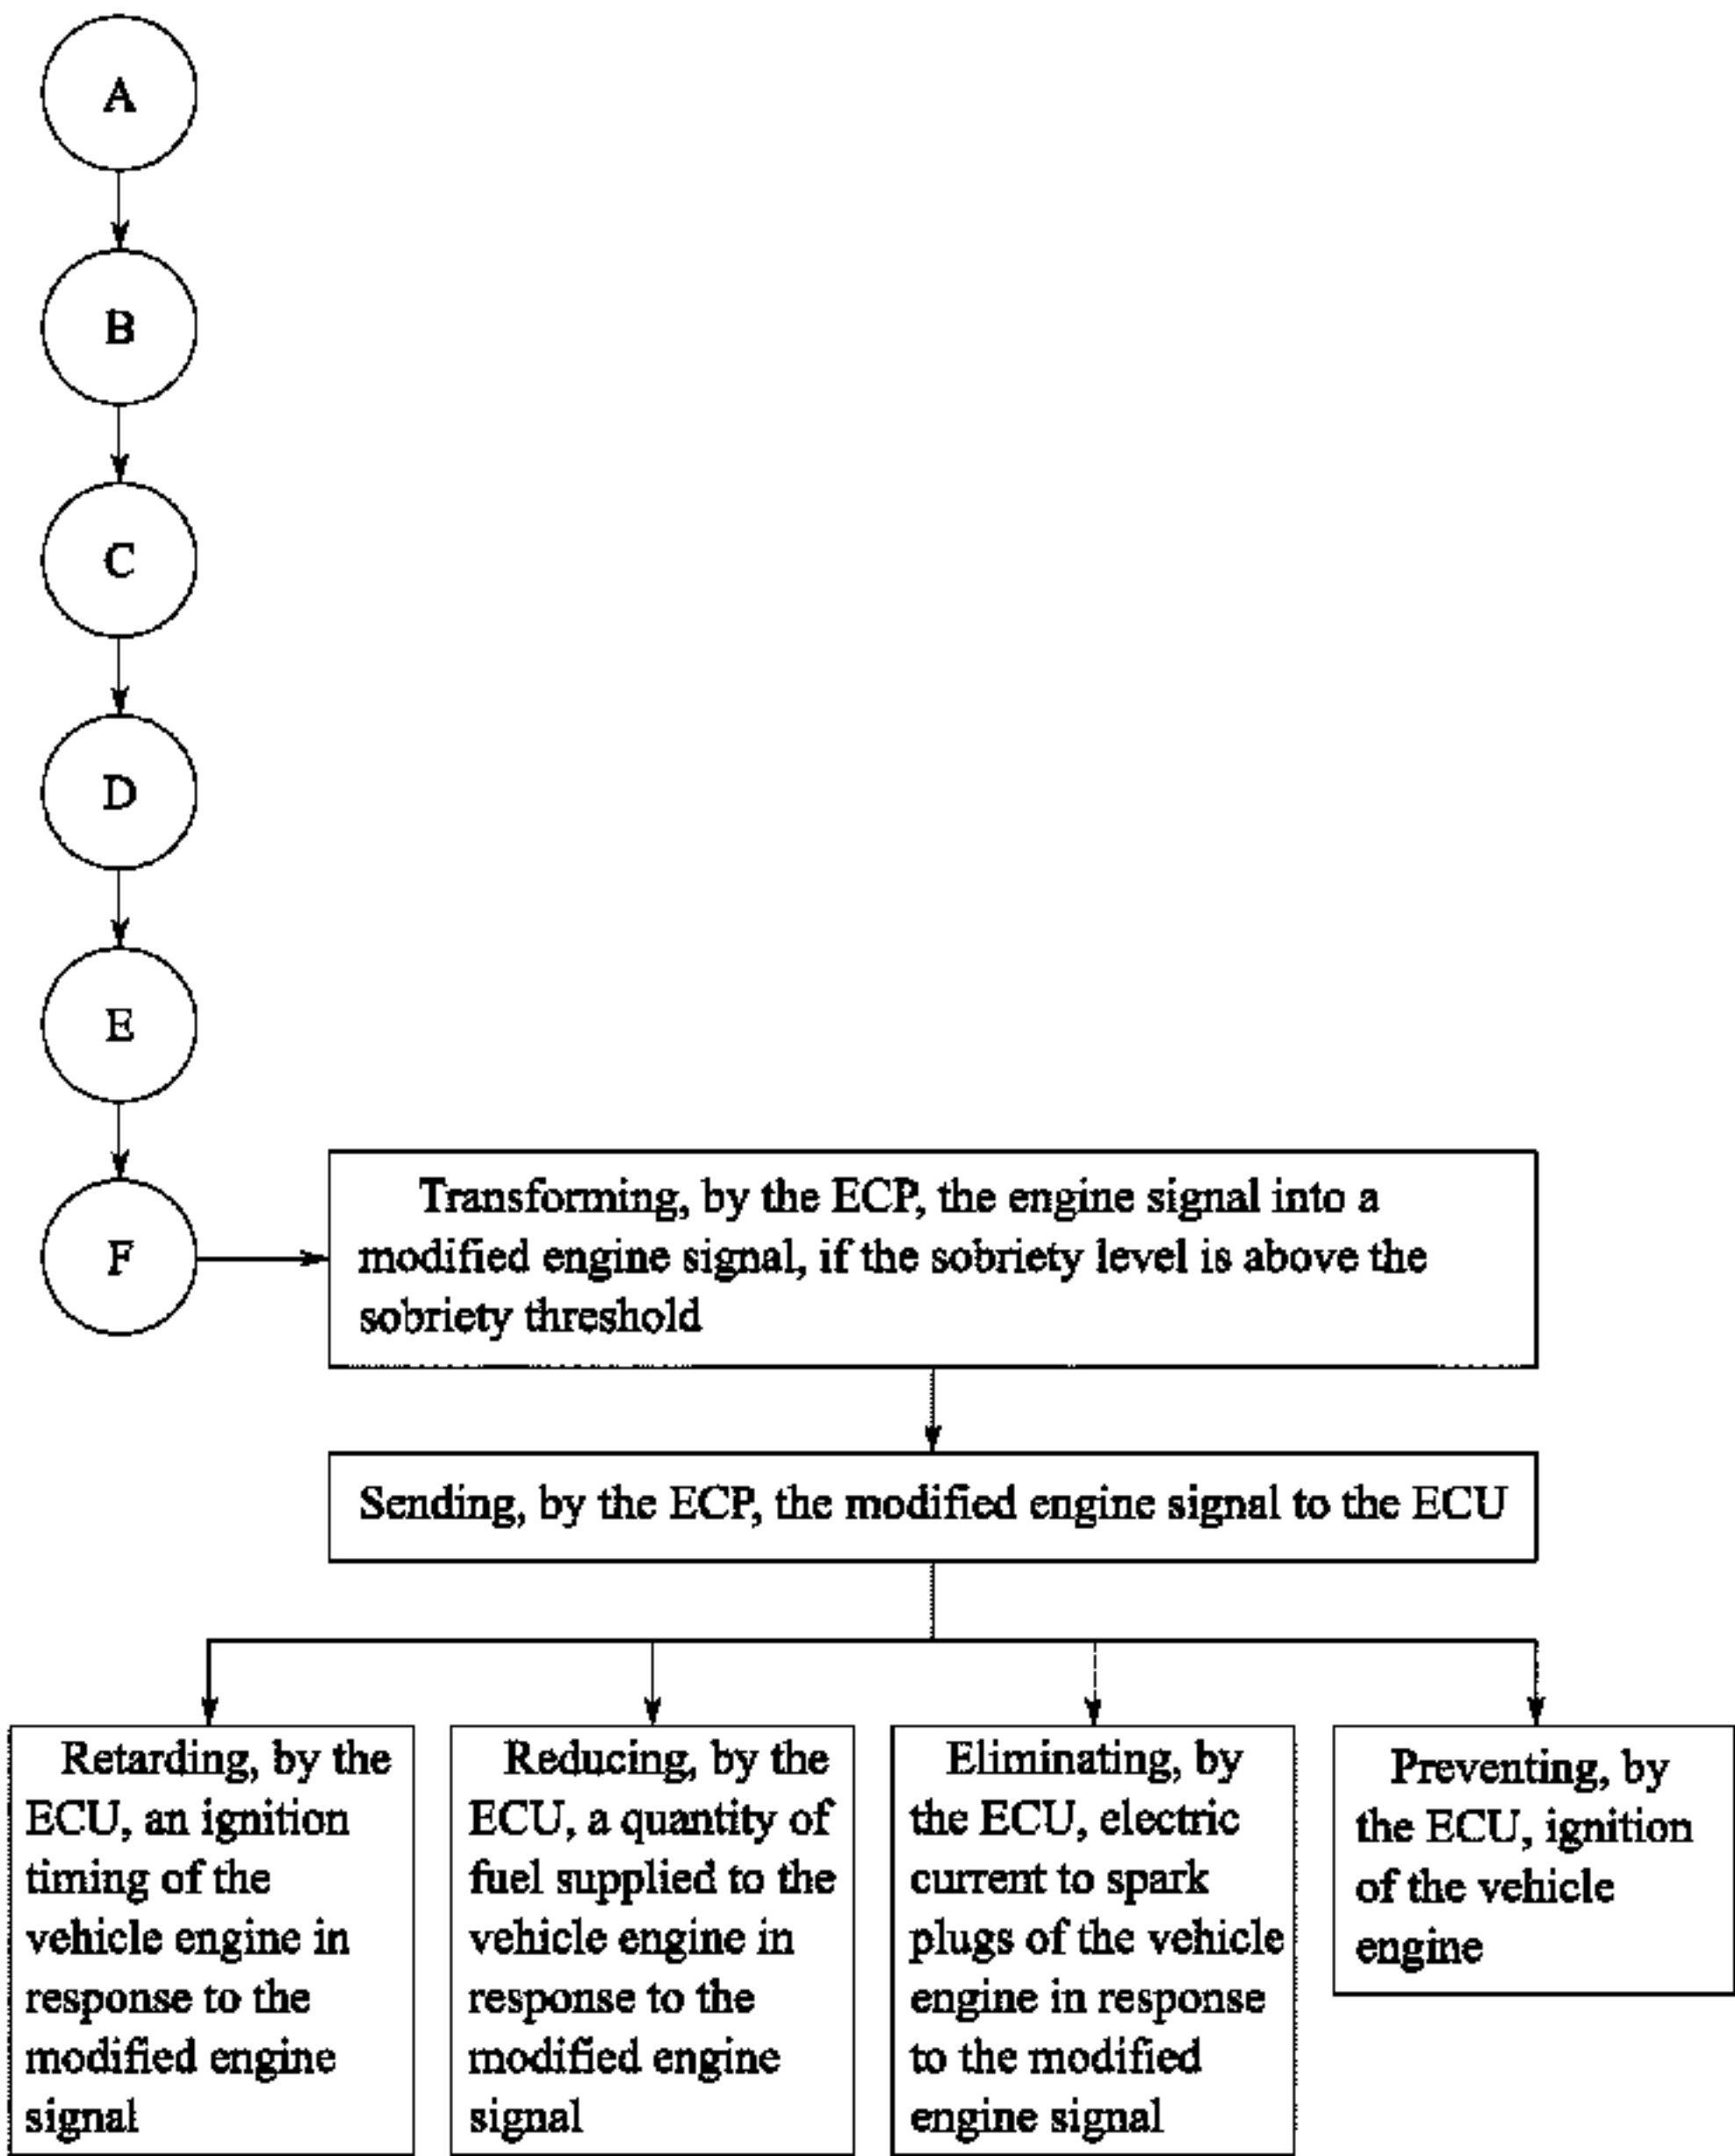 A
B
C
D
E
F
Transforming, by the ECP, the engine signal into a
modified engine signal, if the sobriety level is above the
sobriety threshold
Sending, by the ECP, the modified engine signal to the ECU
Retarding, by the
ECU, an ignition
timing of the
vehicle engine in
response to the
modified engine
signal
Reducing, by the
ECU, a quantity of
fuel supplied to the
vehicle engine in
response to the
modified engine
signal
Eliminating, by
the ECU, electric
current to spark
plugs of the vehicle
engine in response
to the modified
engine signal
Preventing, by
the ECU, ignition
of the vehicle
engine